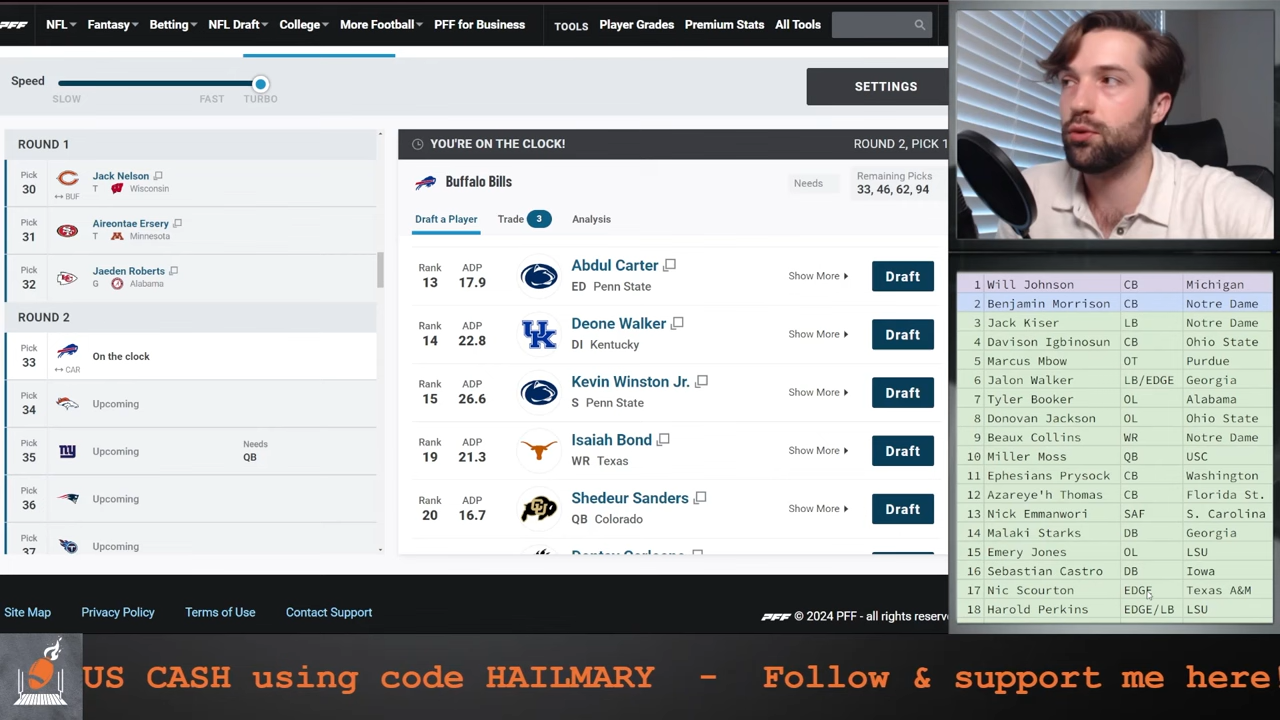 PFF NFL Fantasy Betting NFL Draft College More Football PFF for Business TOOLS Player Grades Premium Stats All Tools
Speed
SLOW FAST TURBO
SETTINGS
ROUND 1
Pick 30 Jack Nelson
T Wisconsin
↔ BUF
Pick 31 Aireontae Ersery
T Minnesota
Pick 32 Jaeden Roberts
G Alabama
ROUND 2
Pick 33 On the clock
↔ CAR
Pick 34 Upcoming
Pick 35 Upcoming Needs QB
Pick 36 Upcoming
Pick 37 Upcoming
YOU'RE ON THE CLOCK! ROUND 2, PICK 1
Buffalo Bills Needs Remaining Picks
33, 46, 62, 94
Draft a Player Trade 3 Analysis
Rank 13 ADP 17.9 Abdul Carter
ED Penn State Show More Draft
Rank 14 ADP 22.8 Deone Walker
DI Kentucky Show More Draft
Rank 15 ADP 26.6 Kevin Winston Jr.
S Penn State Show More Draft
Rank 19 ADP 21.3 Isaiah Bond
WR Texas Show More Draft
Rank 20 ADP 16.7 Shedeur Sanders
QB Colorado Show More Draft
Site Map Privacy Policy Terms of Use Contact Support
PFF © 2024 PFF - all rights reserv
1 Will Johnson CB Michigan
2 Benjamin Morrison CB Notre Dame
3 Jack Kiser LB Notre Dame
4 Davison Igbinosun CB Ohio State
5 Marcus Mbow OT Purdue
6 Jalon Walker LB/EDGE Georgia
7 Tyler Booker OL Alabama
8 Donovan Jackson OL Ohio State
9 Beaux Collins WR Notre Dame
10 Miller Moss QB USC
11 Ephesians Prysock CB Washington
12 Azareye'h Thomas CB Florida St.
13 Nick Emmanwori SAF S. Carolina
14 Malaki Starks DB Georgia
15 Emery Jones OL LSU
16 Sebastian Castro DB Iowa
17 Nic Scourton EDGE Texas A&M
18 Harold Perkins EDGE/LB LSU
US CASH using code HAILMARY - Follow & support me here!